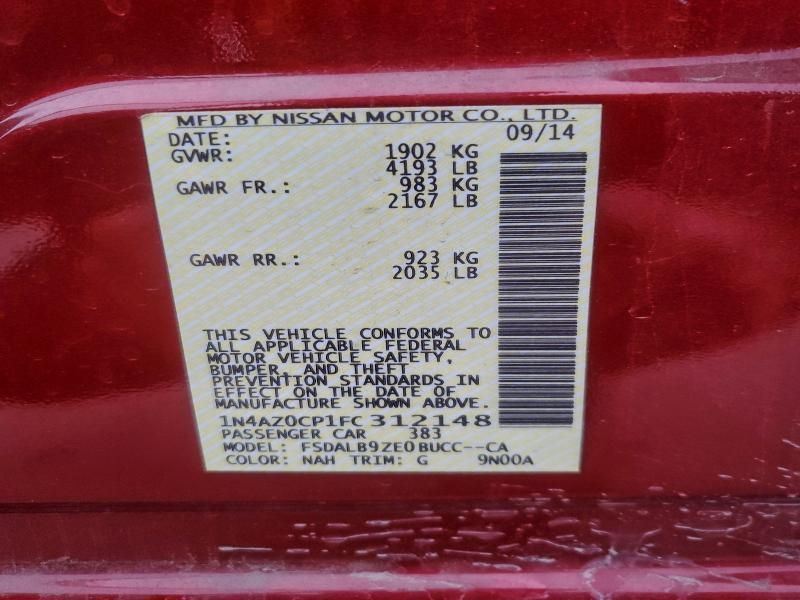 MFD BY NISSAN MOTOR CO., LTD.
DATE: 09/14
GVWR: 1902 KG
4193 LB
GAWR FR.: 983 KG
2167 LB
GAWR RR.: 923 KG
2035 LB
THIS VEHICLE CONFORMS TO
ALL APPLICABLE FEDERAL
MOTOR VEHICLE SAFETY,
BUMPER, AND THEFT
PREVENTION STANDARDS IN
EFFECT ON THE DATE OF
MANUFACTURE SHOWN ABOVE.
1N4AZ0CP1FC312148
PASSENGER CAR 383
MODEL: FSDALB9ZE0BUCC--CA
COLOR: NAH TRIM: G 9N00A